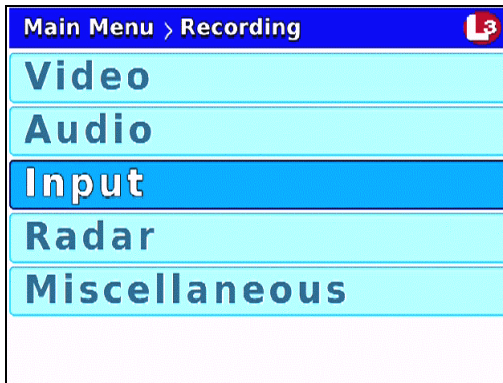 Main Menu > Recording L3
Video
Audio
Input
Radar
Miscellaneous